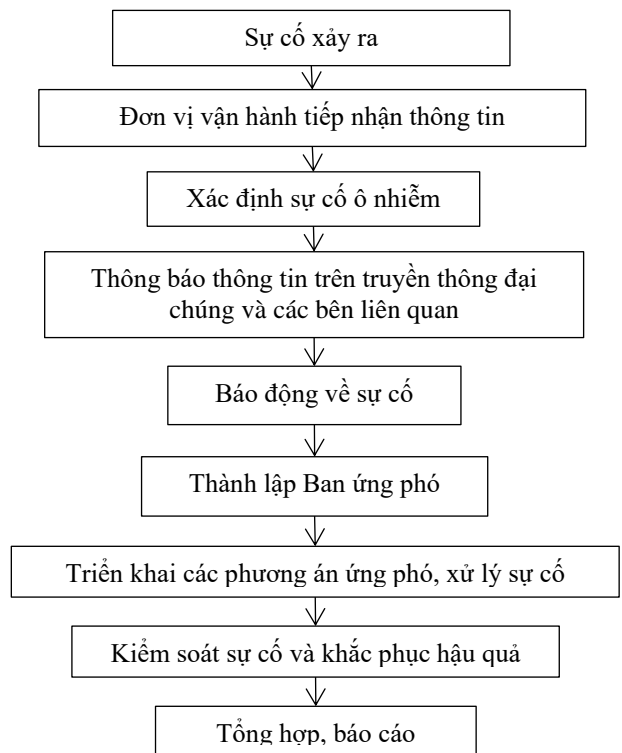 Sự cố xảy ra
Đơn vị vận hành tiếp nhận thông tin
Xác định sự cố ô nhiễm
Thông báo thông tin trên truyền thông đại
chúng và các bên liên quan
Báo động về sự cố
Thành lập Ban ứng phó
Triển khai các phương án ứng phó, xử lý sự cố
Kiểm soát sự cố và khắc phục hậu quả
Tổng hợp, báo cáo